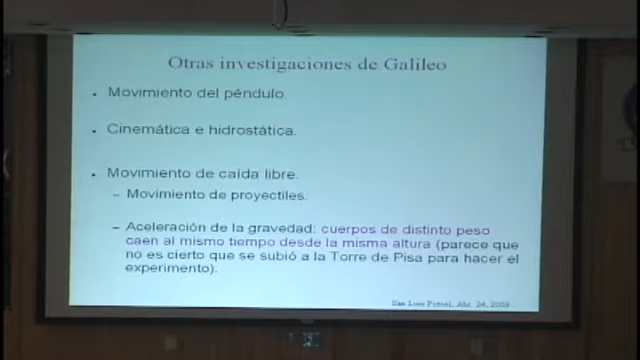 Otras investigaciones de Galileo
• Movimiento del péndulo.
• Cinemática e hidrostática.
• Movimiento de caída libre.
– Movimiento de proyectiles.
– Aceleración de la gravedad: cuerpos de distinto peso
caen al mismo tiempo desde la misma altura (parece que
no es cierto que se subió a la Torre de Pisa para hacer el
experimento).
San Luis Potosí, Abr. 24, 2009